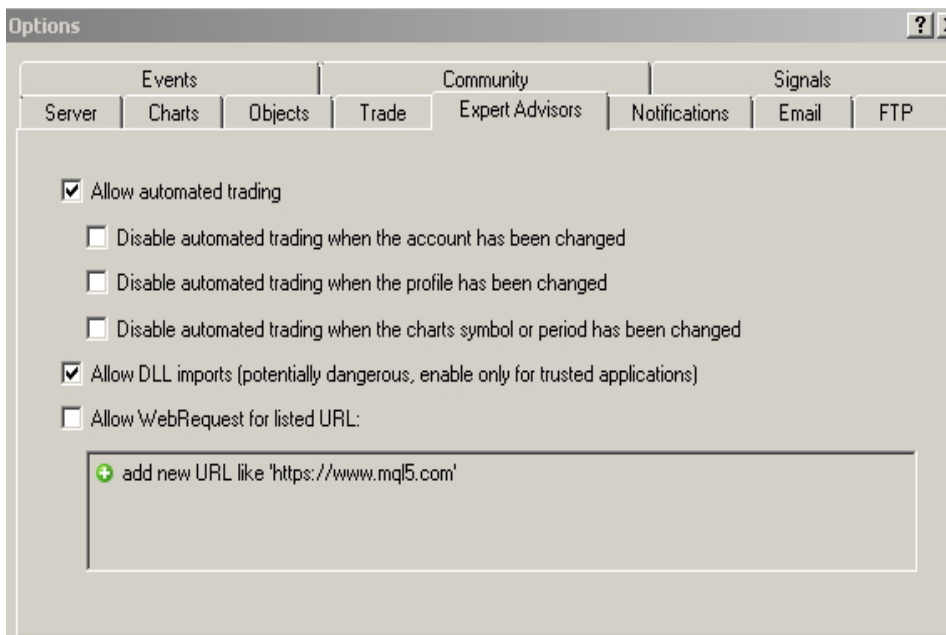 Options ?
Events Community Signals
Server Charts Objects Trade Expert Advisors Notifications Email FTP
Allow automated trading
Disable automated trading when the account has been changed
Disable automated trading when the profile has been changed
Disable automated trading when the charts symbol or period has been changed
Allow DLL imports (potentially dangerous, enable only for trusted applications)
Allow WebRequest for listed URL:
add new URL like 'https://www.mql5.com'